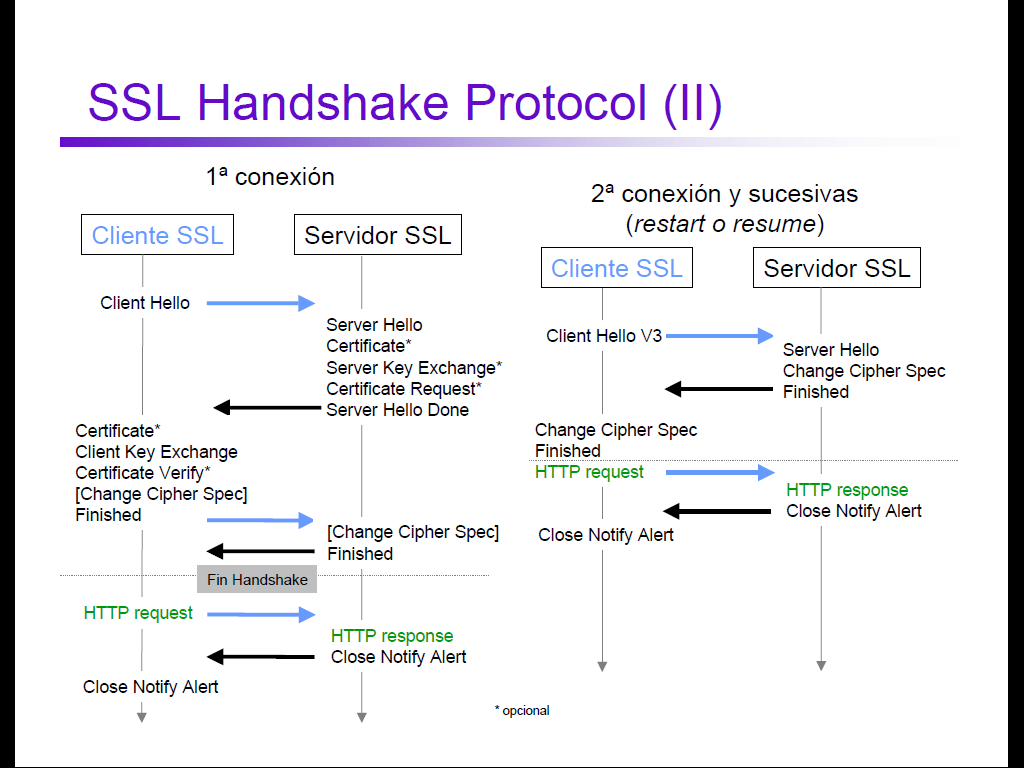 SSL Handshake Protocol (II)
1ª conexión
Cliente SSL
Servidor SSL
Client Hello
Server Hello
Certificate*
Server Key Exchange*
Certificate Request*
Server Hello Done
Certificate*
Client Key Exchange
Certificate Verify*
[Change Cipher Spec]
Finished
[Change Cipher Spec]
Finished
Fin Handshake
HTTP request
HTTP response
Close Notify Alert
Close Notify Alert
2ª conexión y sucesivas
(restart o resume)
Cliente SSL
Servidor SSL
Client Hello V3
Server Hello
Change Cipher Spec
Finished
Change Cipher Spec
Finished
HTTP request
HTTP response
Close Notify Alert
Close Notify Alert
* opcional